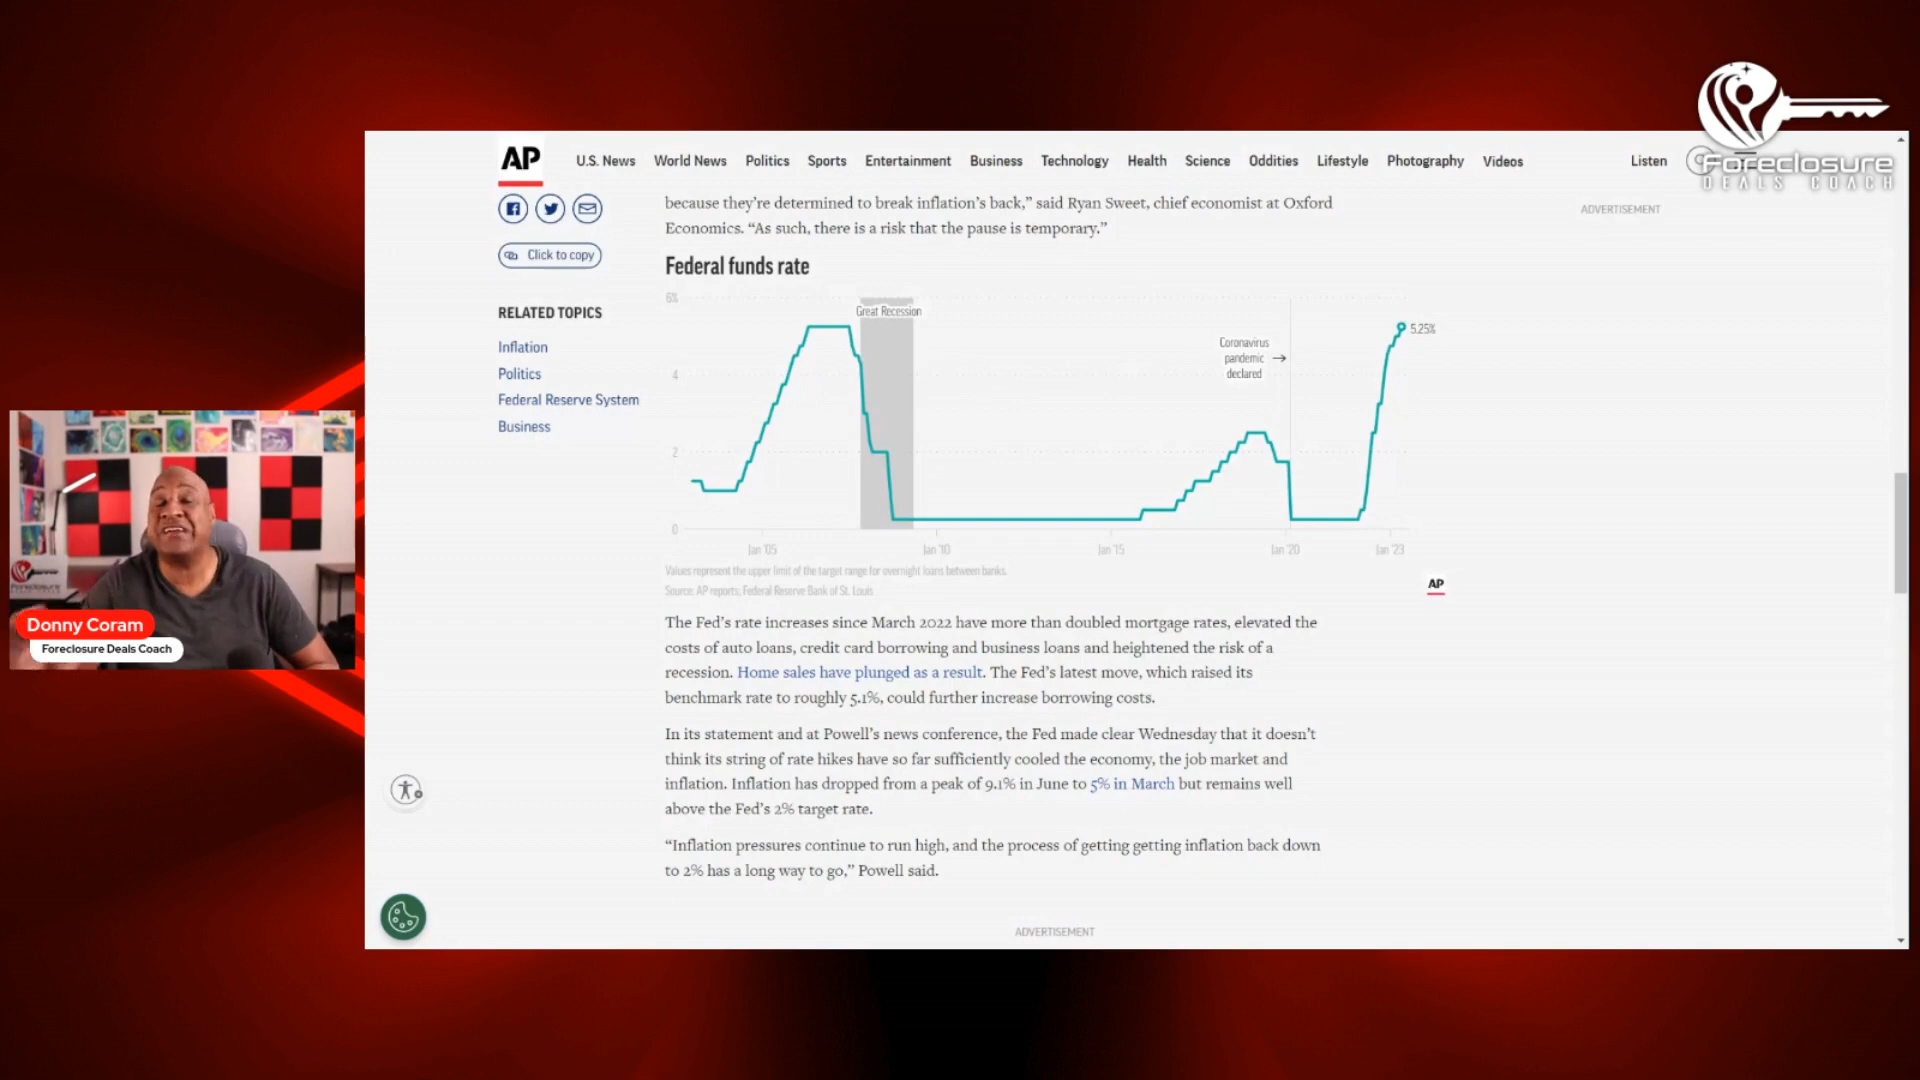 Foreclosure
DEALS COACH
AP
U.S. News World News Politics Sports Entertainment Business Technology Health Science Oddities Lifestyle Photography Videos Listen
Click to copy
RELATED TOPICS
Inflation
Politics
Federal Reserve System
Business
because they’re determined to break inflation’s back,” said Ryan Sweet, chief economist at Oxford
Economics. “As such, there is a risk that the pause is temporary.”
ADVERTISEMENT
Federal funds rate
6%
4
2
0
Great Recession
Coronavirus
pandemic
declared
5.25%
Jan '05 Jan '10 Jan '15 Jan '20 Jan '23
Values represent the upper limit of the target range for overnight loans between banks.
Source: AP reports; Federal Reserve Bank of St. Louis
AP
The Fed’s rate increases since March 2022 have more than doubled mortgage rates, elevated the
costs of auto loans, credit card borrowing and business loans and heightened the risk of a
recession. Home sales have plunged as a result. The Fed’s latest move, which raised its
benchmark rate to roughly 5.1%, could further increase borrowing costs.
In its statement and at Powell’s news conference, the Fed made clear Wednesday that it doesn’t
think its string of rate hikes have so far sufficiently cooled the economy, the job market and
inflation. Inflation has dropped from a peak of 9.1% in June to 5% in March but remains well
above the Fed’s 2% target rate.
“Inflation pressures continue to run high, and the process of getting getting inflation back down
to 2% has a long way to go,” Powell said.
ADVERTISEMENT
Foreclosure
Donny Coram
Foreclosure Deals Coach